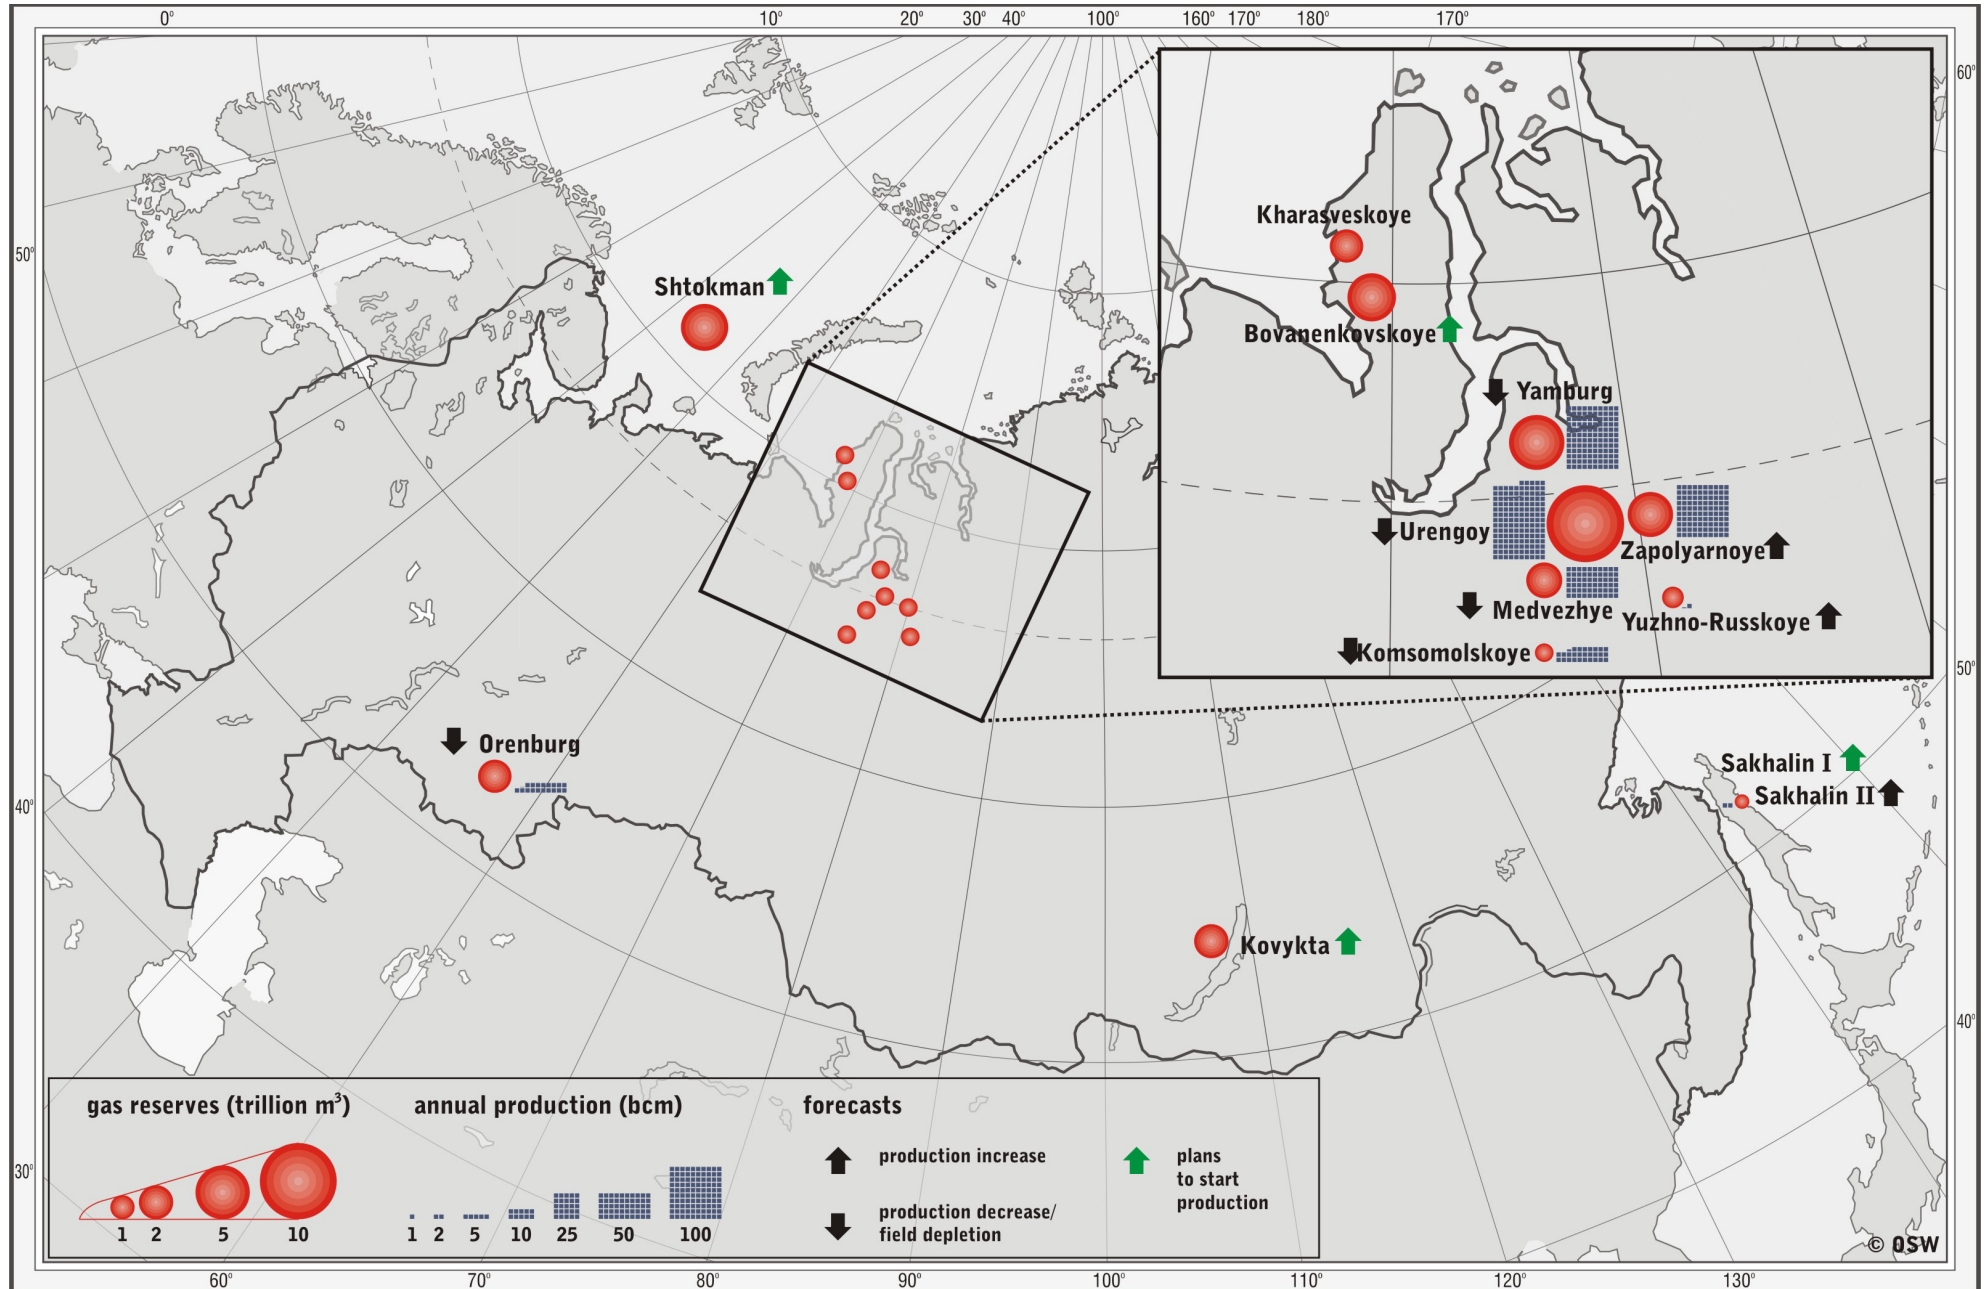 0° 10° 20° 30° 40° 100° 160° 170° 180° 170°
60°
50°
40°
30°
50°
40°
60° 70° 80° 90° 100° 110° 120° 130°
Shtokman
Kharasveskoye
Bovanenkovskoye
Yamburg
Urengoy
Zapolyarnoye
Medvezhye
Yuzhno-Russkoye
Komsomolskoye
Orenburg
Sakhalin I
Sakhalin II
Kovykta
gas reserves (trillion m³)
1 2 5 10
annual production (bcm)
1 2 5 10 25 50 100
forecasts
production increase
production decrease/
field depletion
plans
to start
production
© OSW